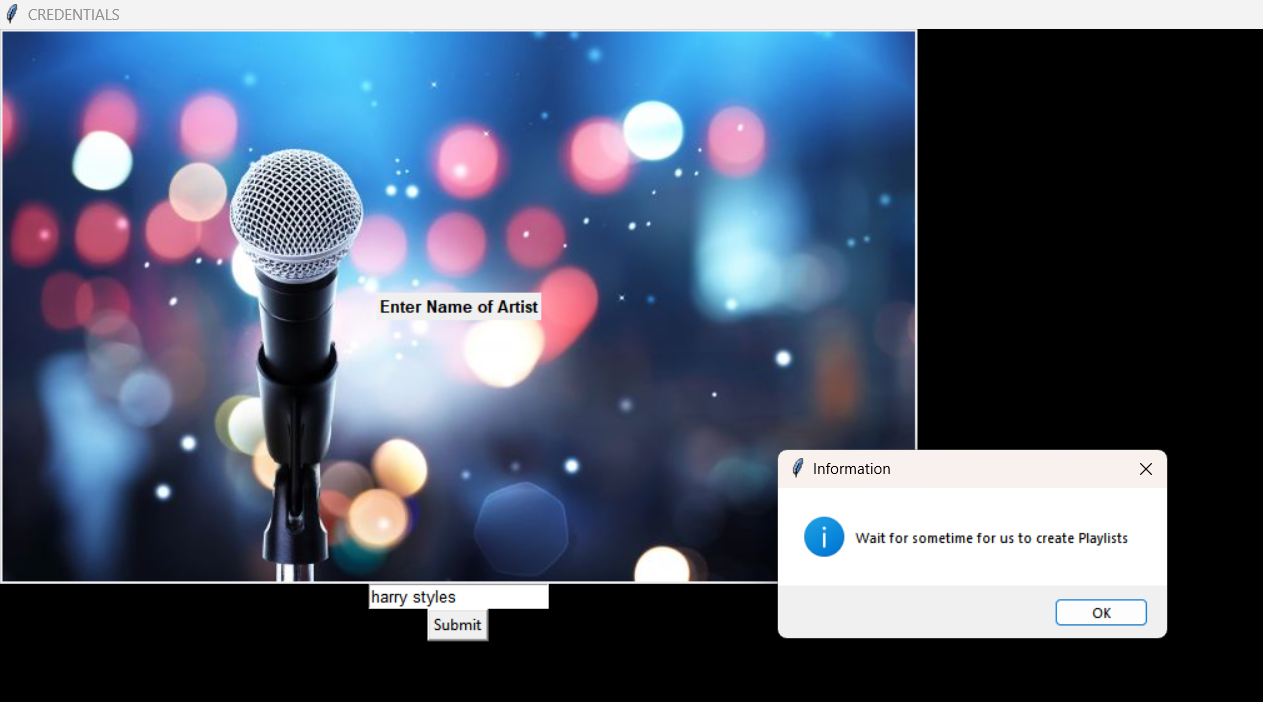 CREDENTIALS
Enter Name of Artist
Information
Wait for sometime for us to create Playlists
OK
harry styles
Submit